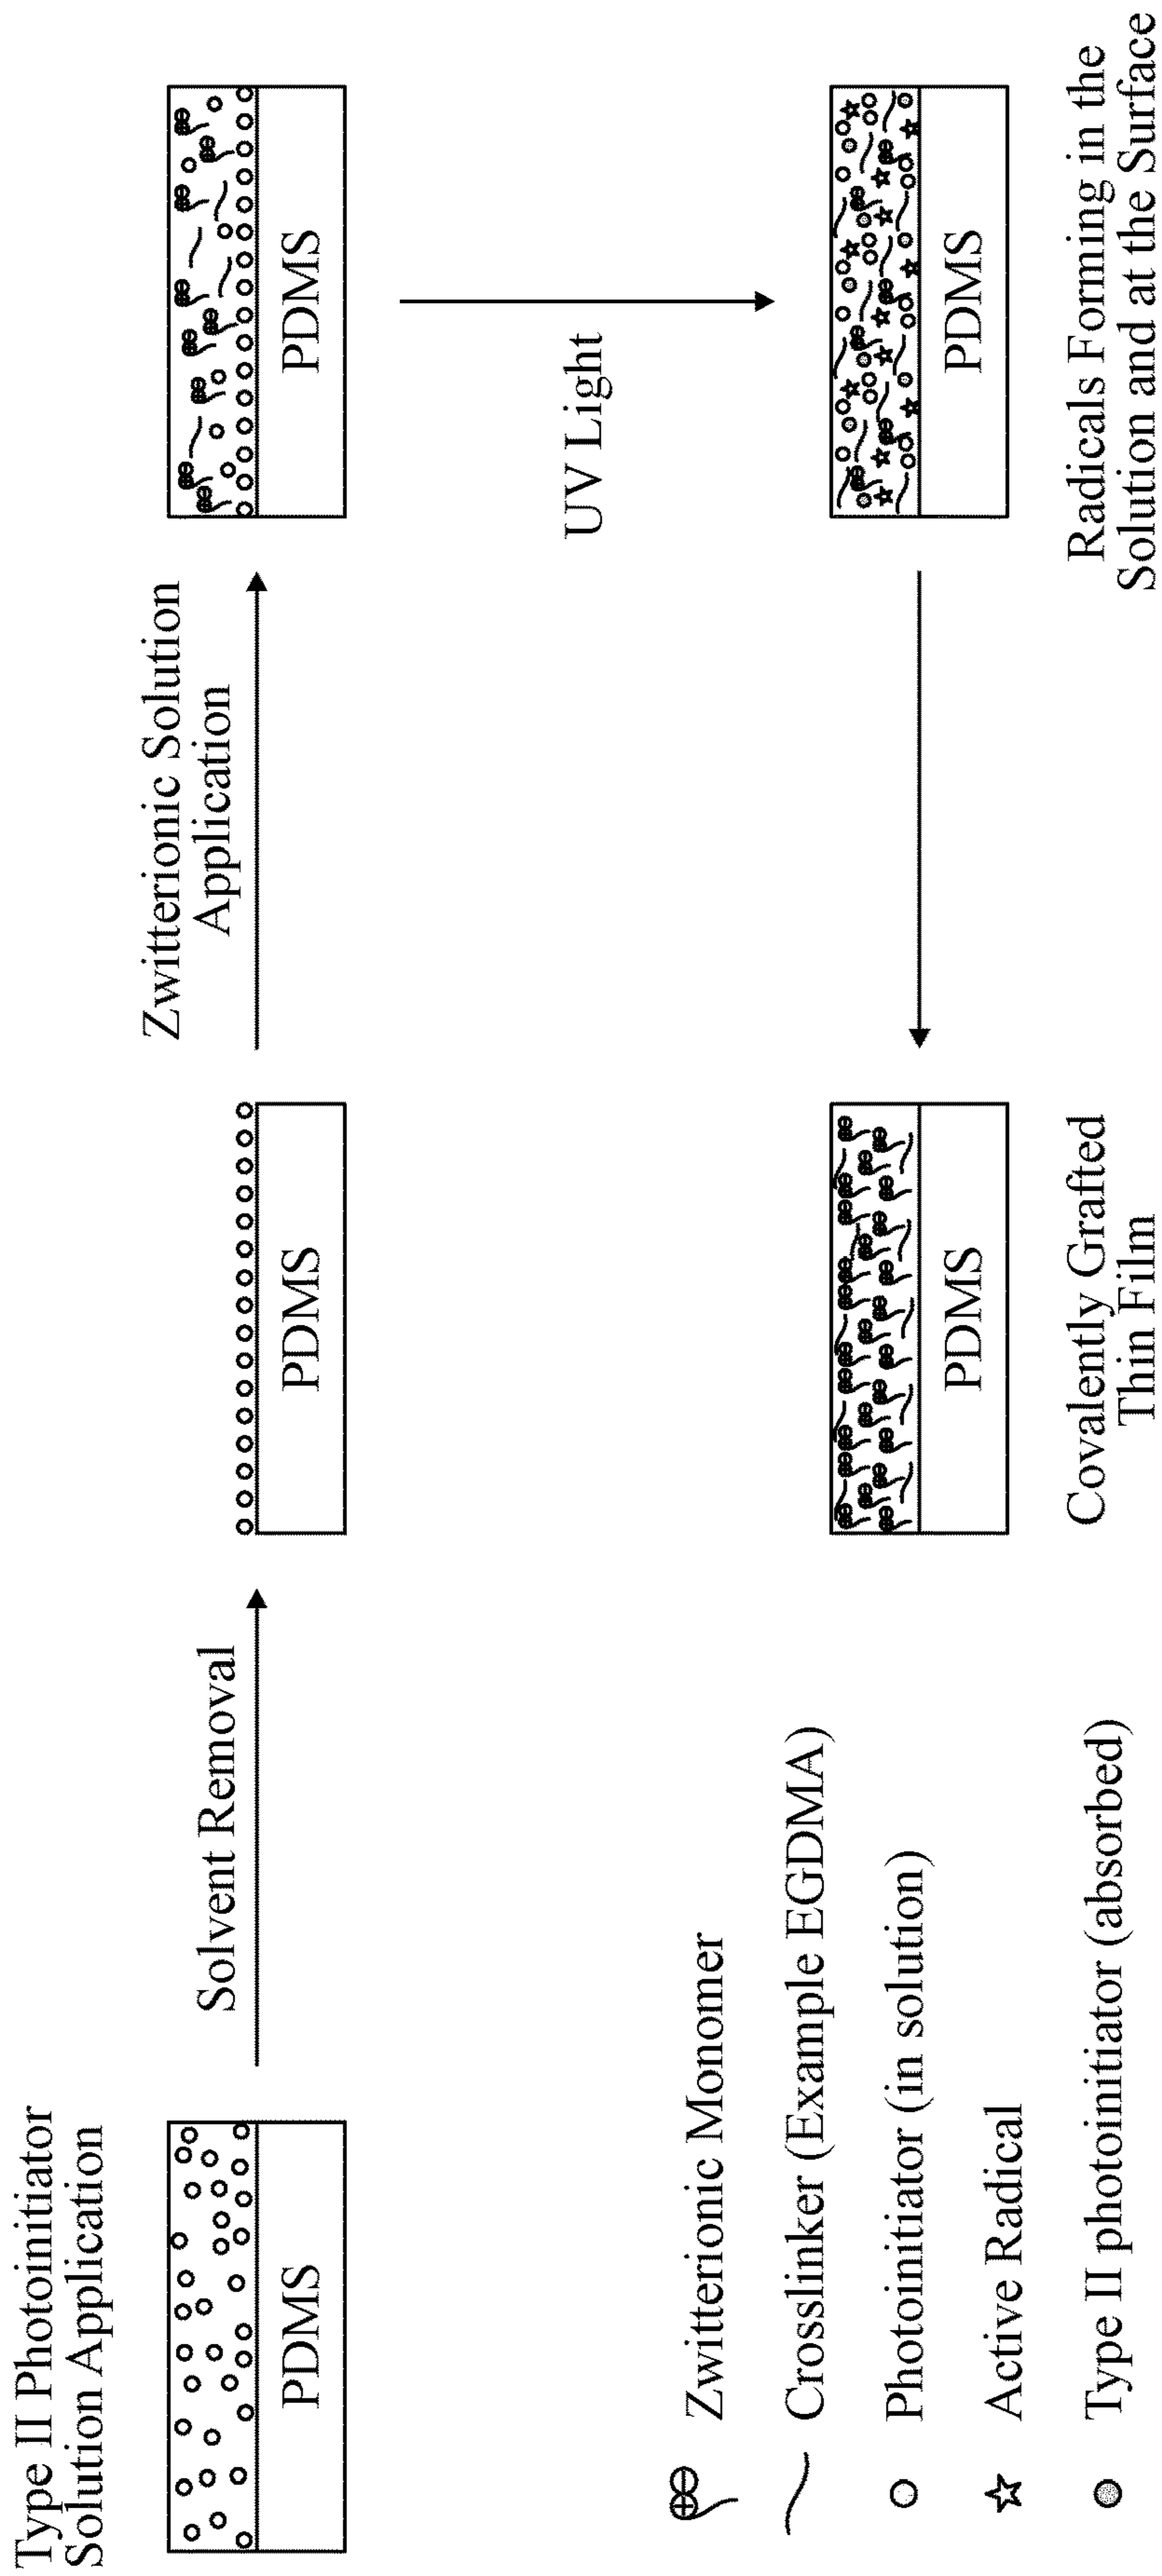 Type II Photoinitiator
Solution Application
PDMS
Solvent Removal
PDMS
Zwitterionic Solution
Application
PDMS
UV Light
PDMS
Radicals Forming in the
Solution and at the Surface
PDMS
Covalently Grafted
Thin Film
Zwitterionic Monomer
Crosslinker (Example EGDMA)
Photoinitiator (in solution)
Active Radical
Type II photoinitiator (absorbed)